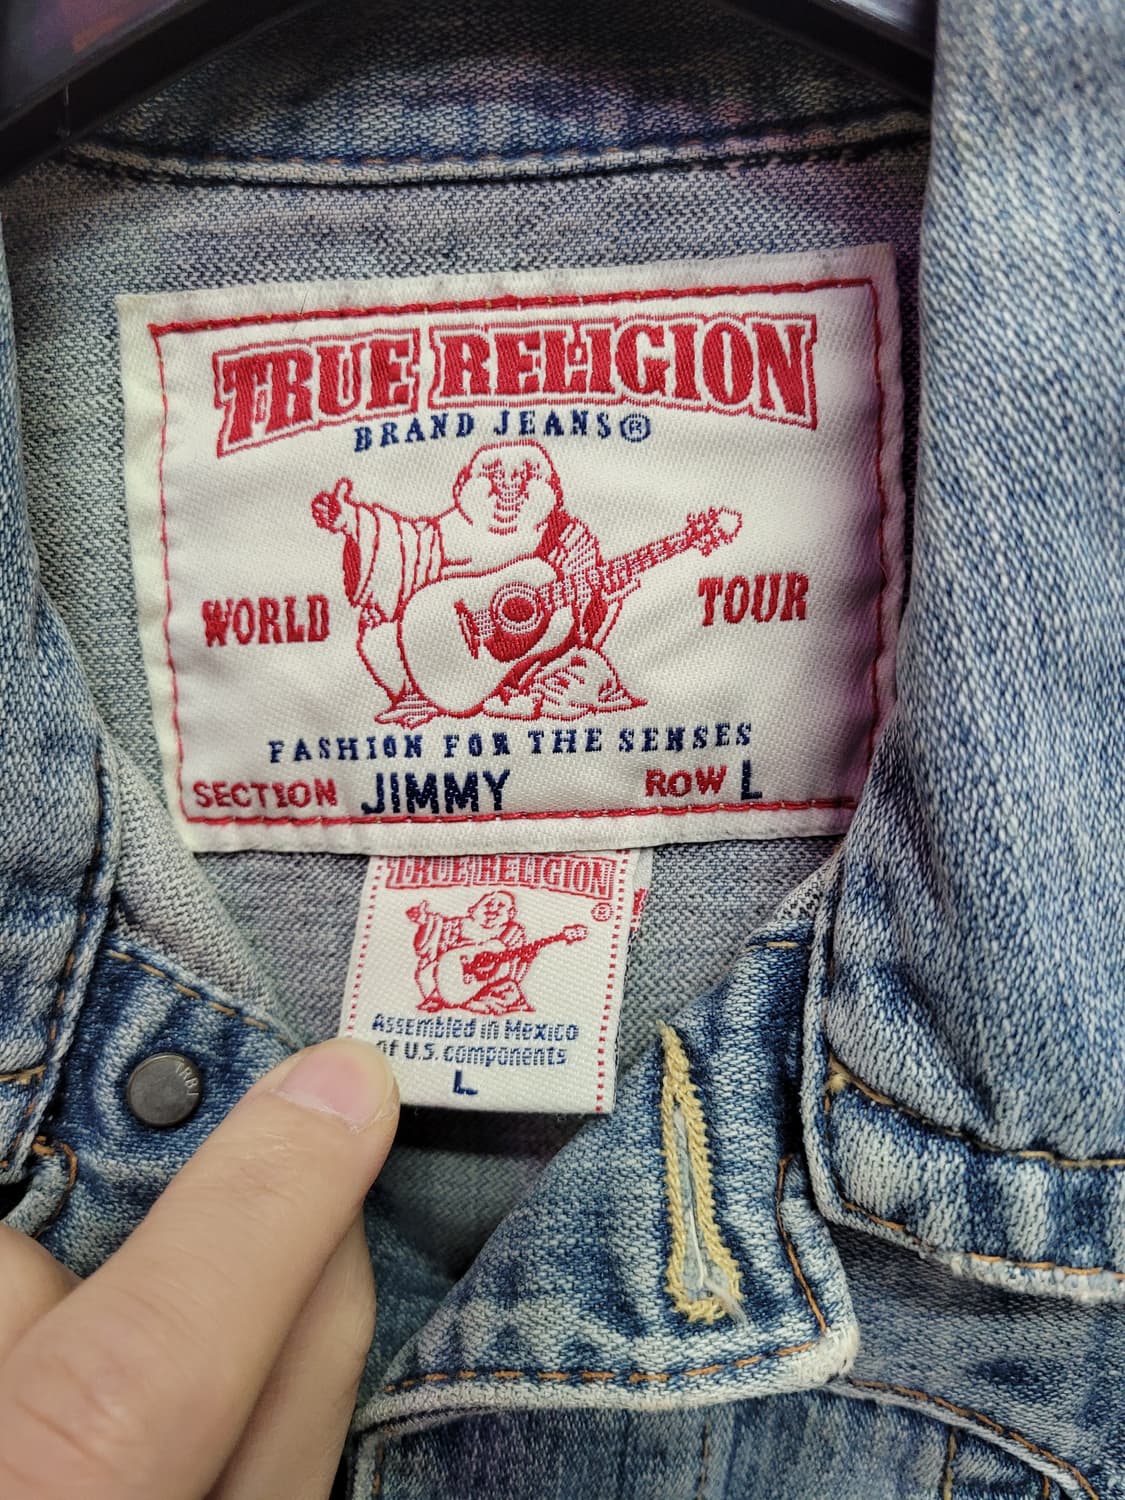 TRUE RELIGION
BRAND JEANS®
WORLD TOUR
FASHION FOR THE SENSES
SECTION JIMMY ROW L
TRUE RELIGION
®
Assembled in Mexico
of U.S. components
L